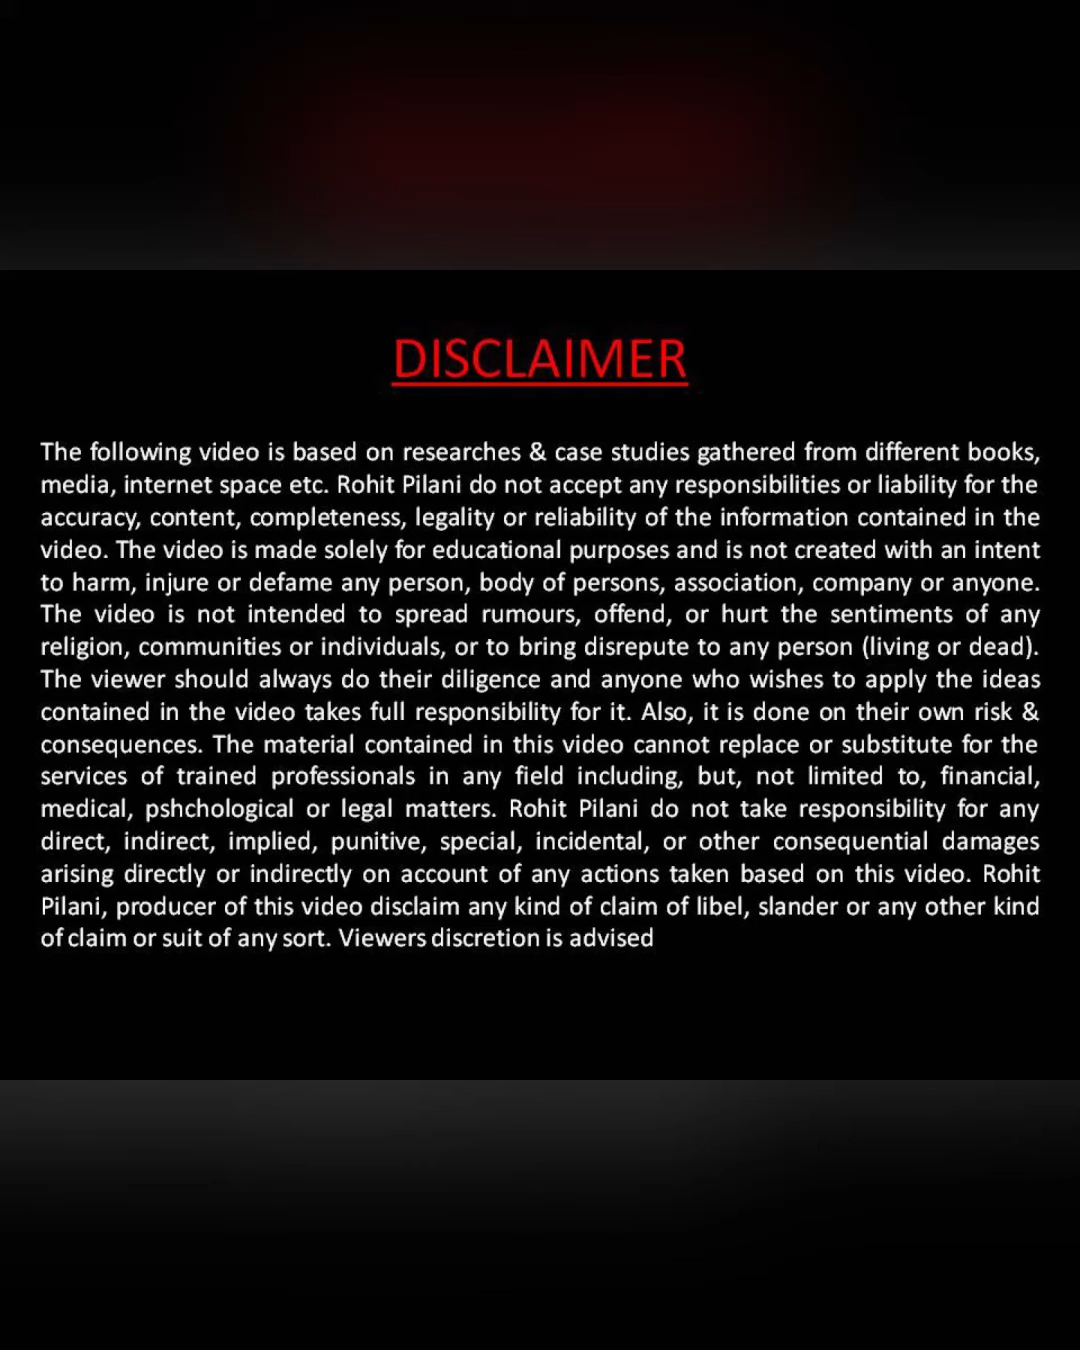 DISCLAIMER
The following video is based on researches & case studies gathered from different books,
media, internet space etc. Rohit Pilani do not accept any responsibilities or liability for the
accuracy, content, completeness, legality or reliability of the information contained in the
video. The video is made solely for educational purposes and is not created with an intent
to harm, injure or defame any person, body of persons, association, company or anyone.
The video is not intended to spread rumours, offend, or hurt the sentiments of any
religion, communities or individuals, or to bring disrepute to any person (living or dead).
The viewer should always do their diligence and anyone who wishes to apply the ideas
contained in the video takes full responsibility for it. Also, it is done on their own risk &
consequences. The material contained in this video cannot replace or substitute for the
services of trained professionals in any field including, but, not limited to, financial,
medical, pshchological or legal matters. Rohit Pilani do not take responsibility for any
direct, indirect, implied, punitive, special, incidental, or other consequential damages
arising directly or indirectly on account of any actions taken based on this video. Rohit
Pilani, producer of this video disclaim any kind of claim of libel, slander or any other kind
of claim or suit of any sort. Viewers discretion is advised